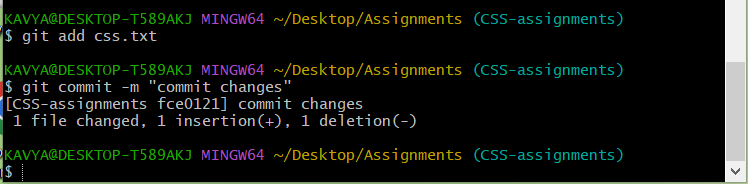 KAVYA@DESKTOP-T589AKJ MINGW64 ~/Desktop/Assignments (CSS-assignments)
$ git add css.txt
KAVYA@DESKTOP-T589AKJ MINGW64 ~/Desktop/Assignments (CSS-assignments)
$ git commit -m "commit changes"
[CSS-assignments fce0121] commit changes
 1 file changed, 1 insertion(+), 1 deletion(-)
KAVYA@DESKTOP-T589AKJ MINGW64 ~/Desktop/Assignments (CSS-assignments)
$